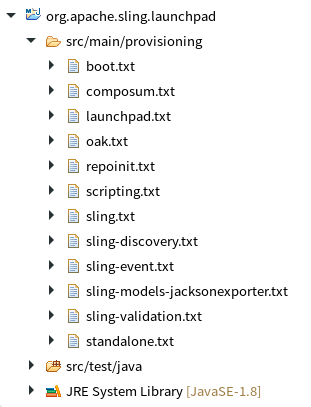 org.apache.sling.launchpad
src/main/provisioning
boot.txt
composum.txt
launchpad.txt
oak.txt
repoinit.txt
scripting.txt
sling.txt
sling-discovery.txt
sling-event.txt
sling-models-jacksonexporter.txt
sling-validation.txt
standalone.txt
src/test/java
JRE System Library [JavaSE-1.8]